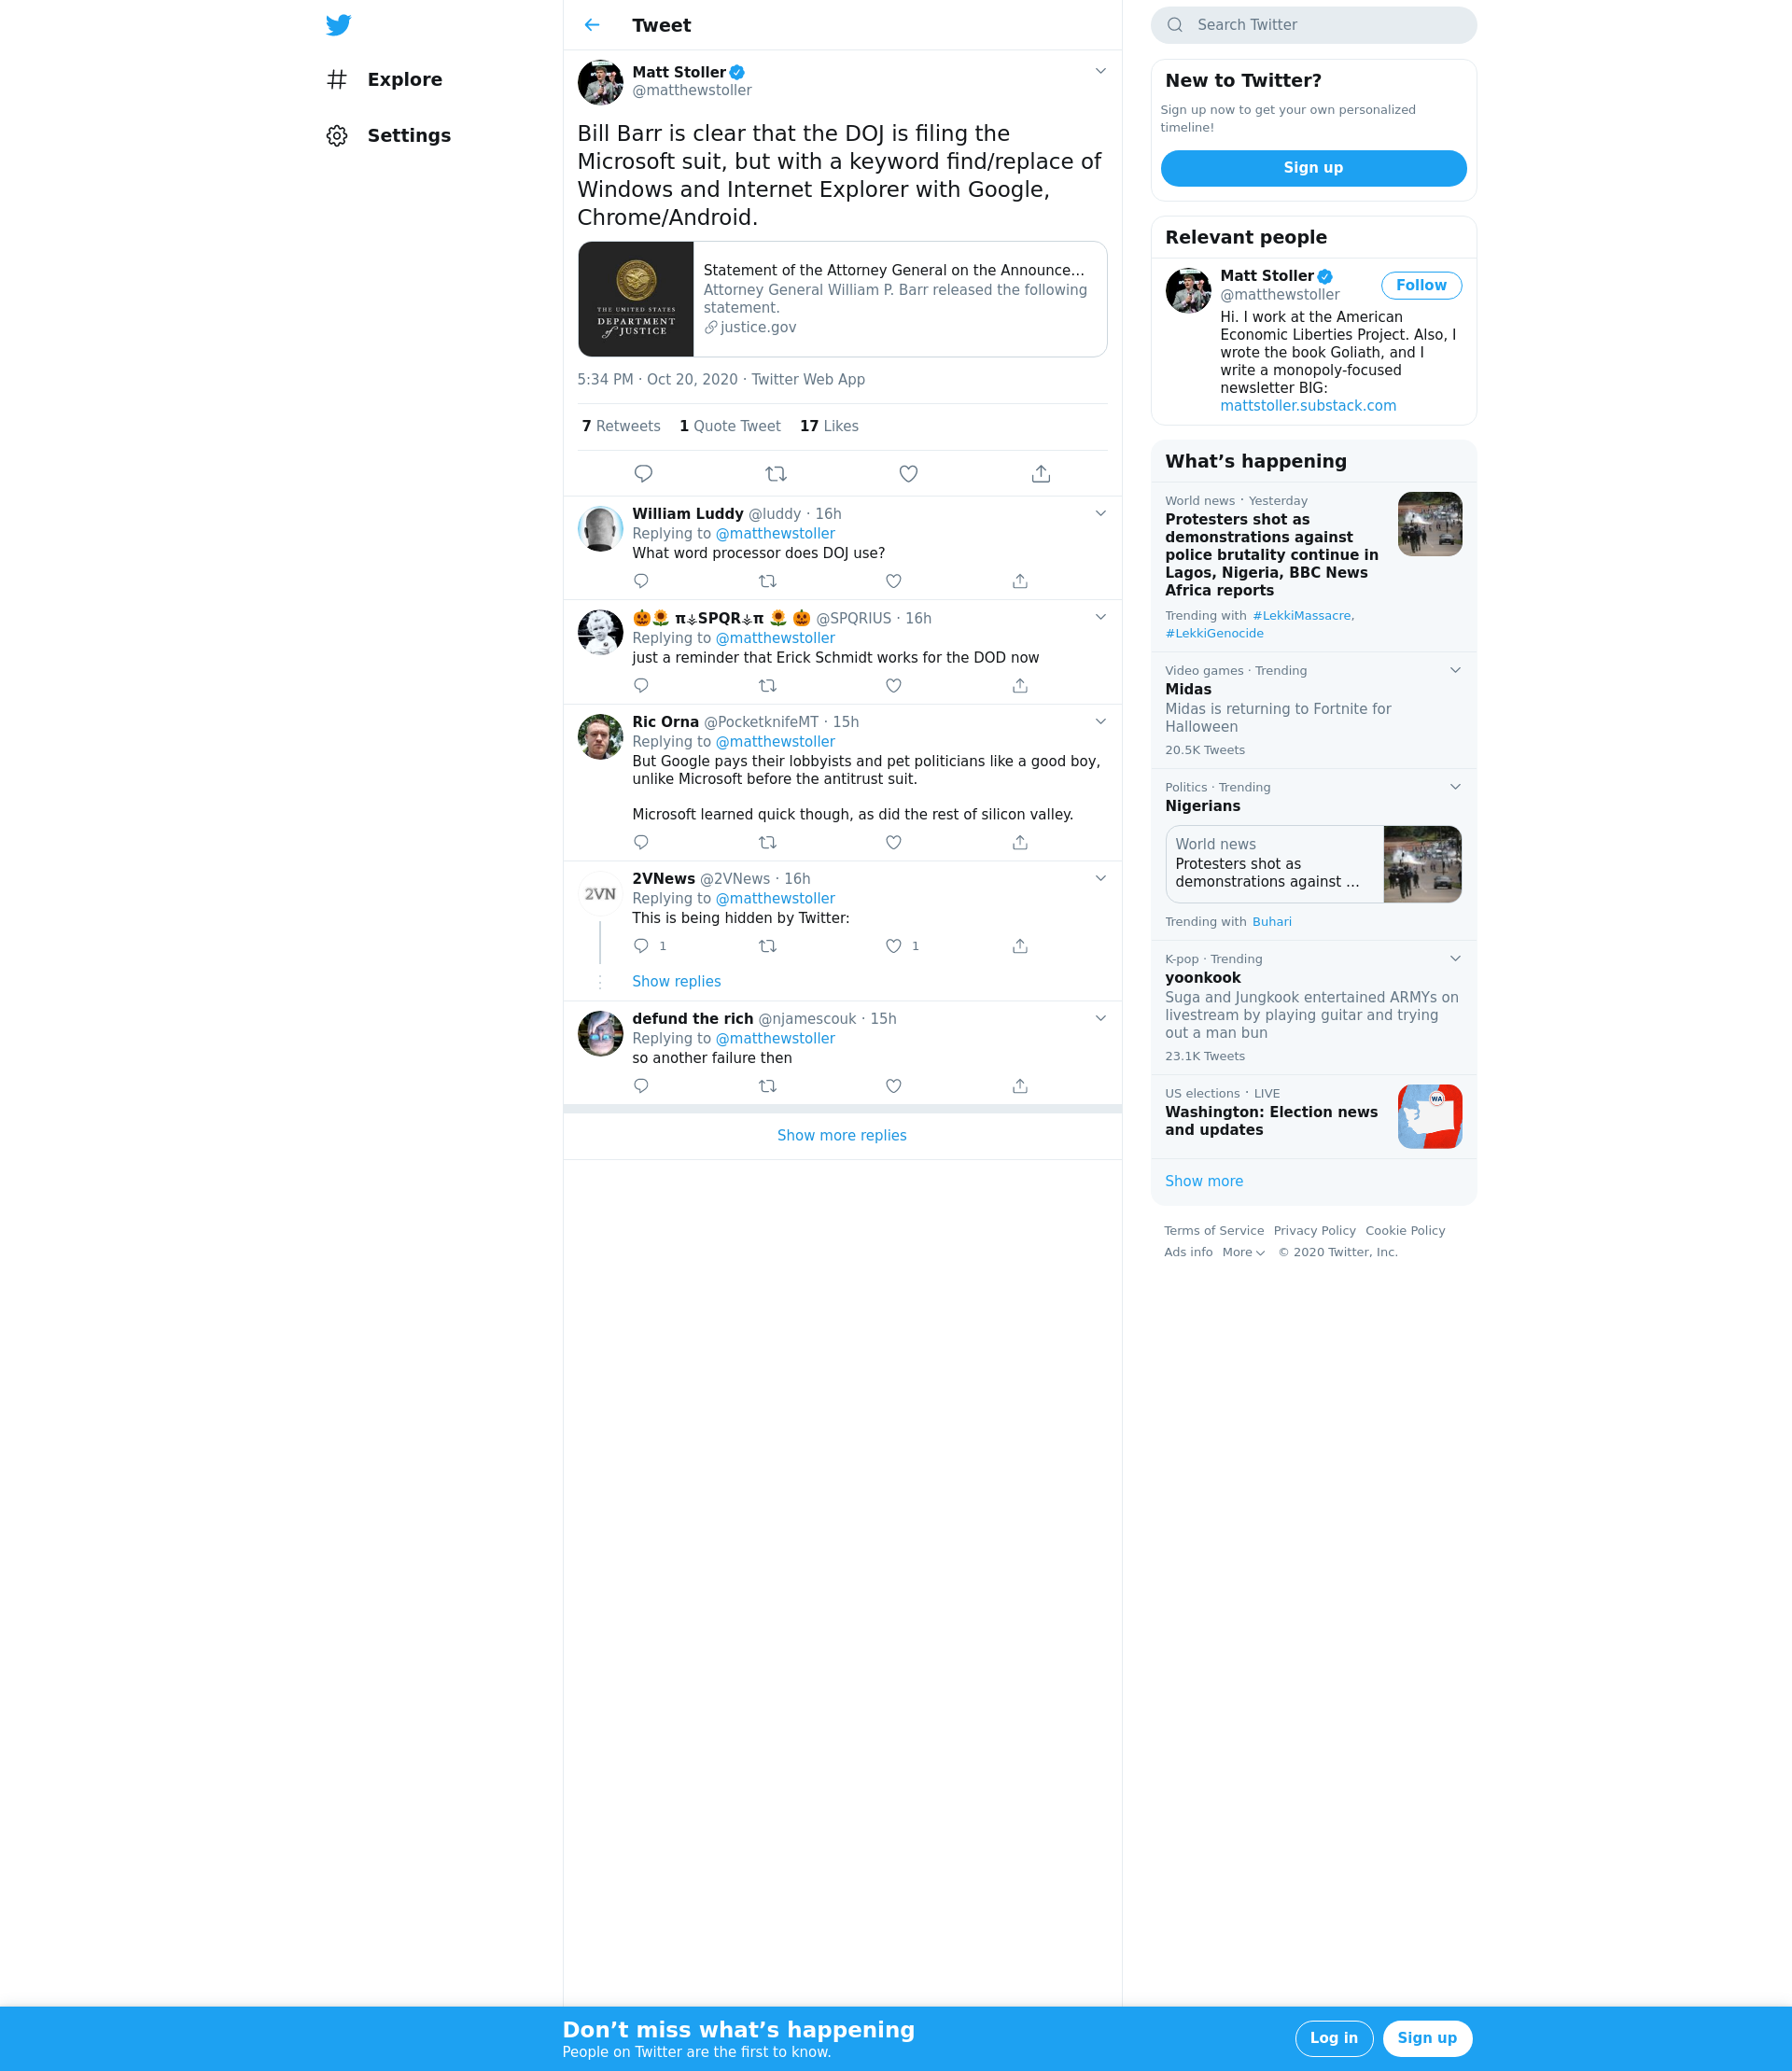 Explore
Settings
Tweet
Matt Stoller
@matthewstoller
Bill Barr is clear that the DOJ is filing the
Microsoft suit, but with a keyword find/replace of
Windows and Internet Explorer with Google,
Chrome/Android.
THE UNITED STATES
DEPARTMENT
of JUSTICE
Statement of the Attorney General on the Announce…
Attorney General William P. Barr released the following
statement.
justice.gov
5:34 PM · Oct 20, 2020 · Twitter Web App
7 Retweets 1 Quote Tweet 17 Likes
William Luddy @luddy · 16h
Replying to @matthewstoller
What word processor does DOJ use?
🎃🌻 π⚶SPQR⚶π 🌻 🎃 @SPQRIUS · 16h
Replying to @matthewstoller
just a reminder that Erick Schmidt works for the DOD now
Ric Orna @PocketknifeMT · 15h
Replying to @matthewstoller
But Google pays their lobbyists and pet politicians like a good boy,
unlike Microsoft before the antitrust suit.
Microsoft learned quick though, as did the rest of silicon valley.
2VN
2VNews @2VNews · 16h
Replying to @matthewstoller
This is being hidden by Twitter:
1 1
Show replies
defund the rich @njamescouk · 15h
Replying to @matthewstoller
so another failure then
Show more replies
Search Twitter
New to Twitter?
Sign up now to get your own personalized
timeline!
Sign up
Relevant people
Matt Stoller
@matthewstoller
Follow
Hi. I work at the American
Economic Liberties Project. Also, I
wrote the book Goliath, and I
write a monopoly-focused
newsletter BIG:
mattstoller.substack.com
What’s happening
World news · Yesterday
Protesters shot as
demonstrations against
police brutality continue in
Lagos, Nigeria, BBC News
Africa reports
Trending with #LekkiMassacre,
#LekkiGenocide
Video games · Trending
Midas
Midas is returning to Fortnite for
Halloween
20.5K Tweets
Politics · Trending
Nigerians
World news
Protesters shot as
demonstrations against …
Trending with Buhari
K-pop · Trending
yoonkook
Suga and Jungkook entertained ARMYs on
livestream by playing guitar and trying
out a man bun
23.1K Tweets
US elections · LIVE
Washington: Election news
and updates
WA
Show more
Terms of Service Privacy Policy Cookie Policy
Ads info More © 2020 Twitter, Inc.
Don’t miss what’s happening
People on Twitter are the first to know.
Log in
Sign up